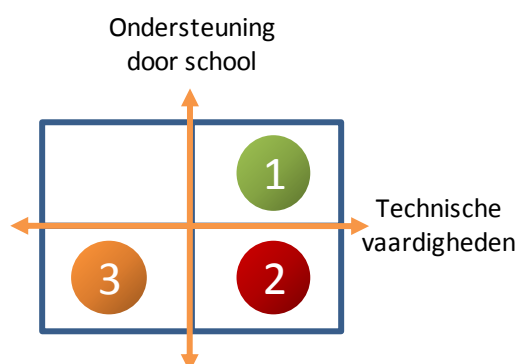 Ondersteuning
door school
1
Technische
vaardigheden
3
2